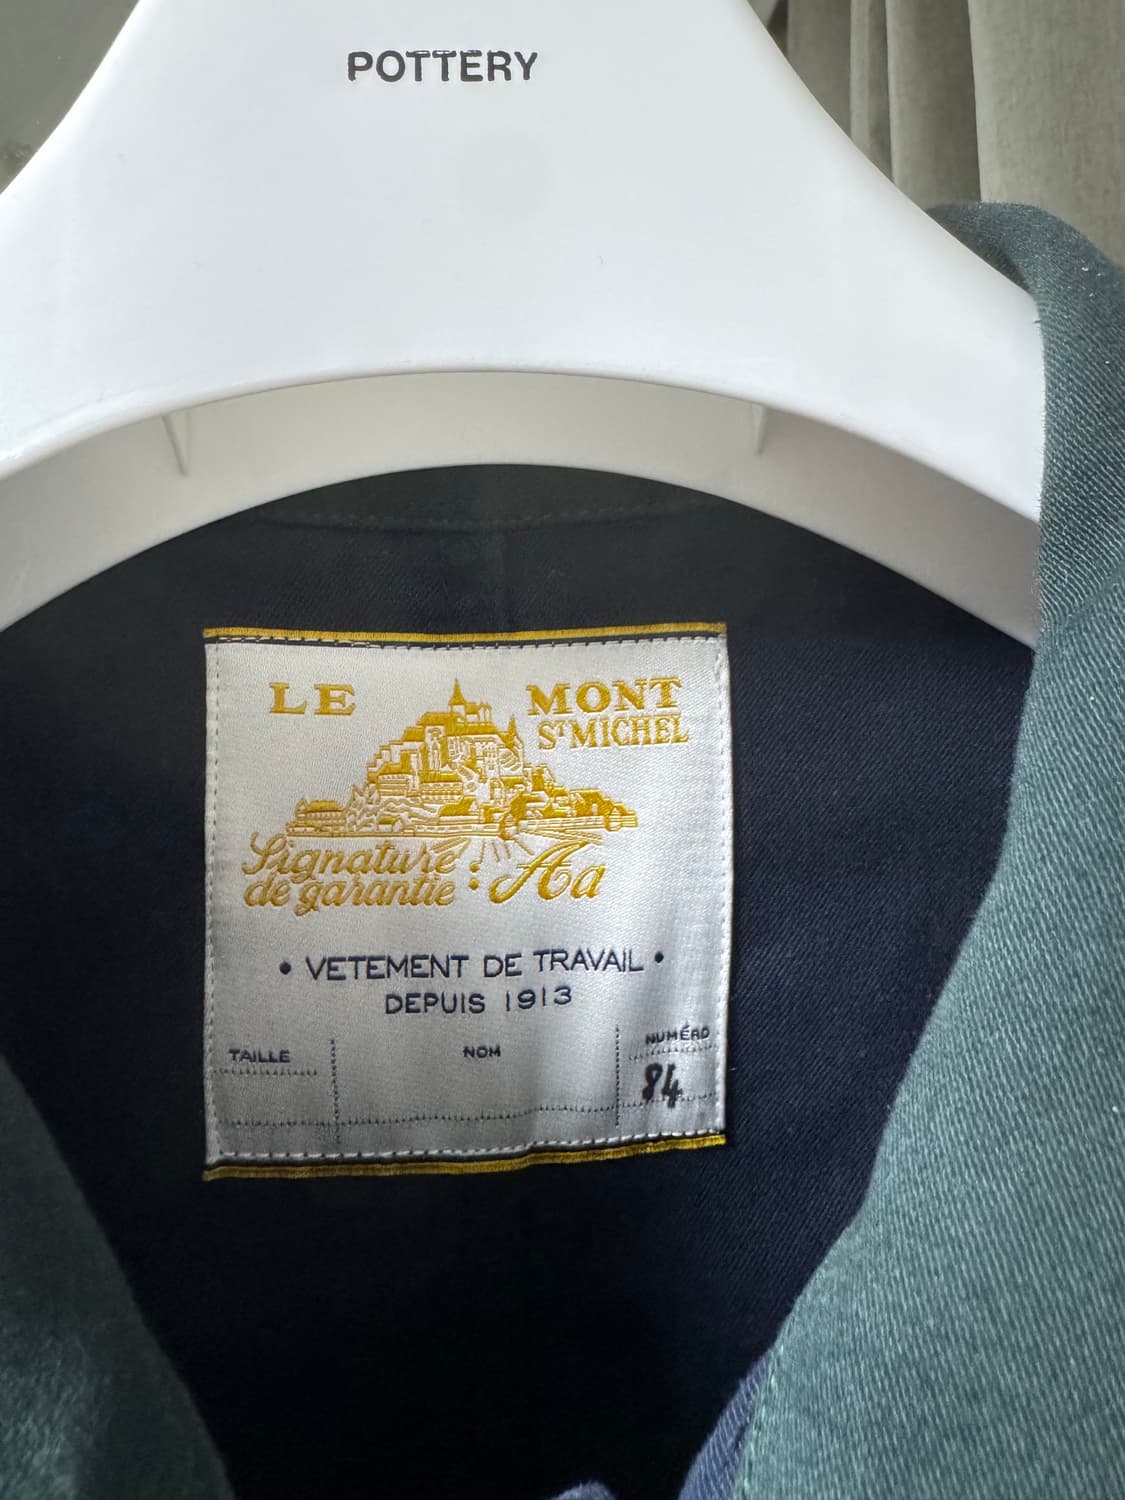 POTTERY
LE MONT
ST MICHEL
Signature
de garantie : Aa
• VETEMENT DE TRAVAIL •
DEPUIS 1913
TAILLE NOM NUMÉRO
84